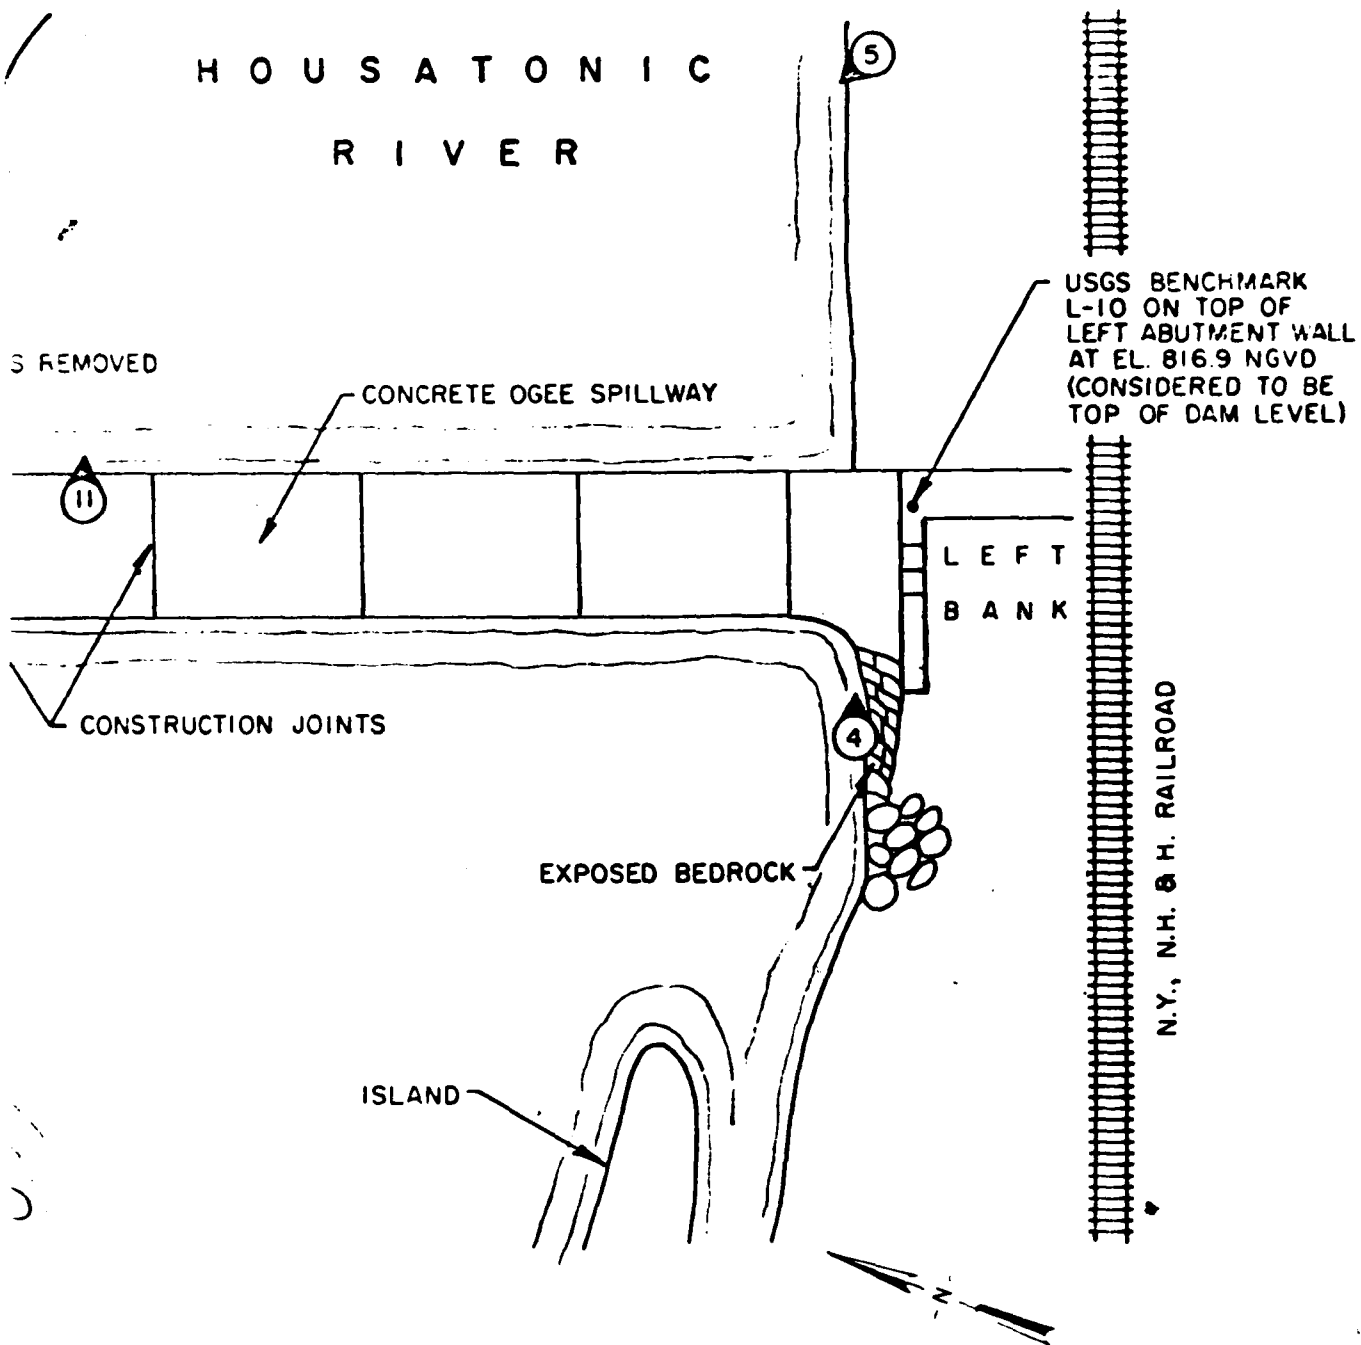 HOUSATONIC
RIVER
5
USGS BENCHMARK
L-10 ON TOP OF
LEFT ABUTMENT WALL
AT EL. 816.9 NGVD
(CONSIDERED TO BE
TOP OF DAM LEVEL)
S REMOVED
CONCRETE OGEE SPILLWAY
11
LEFT
BANK
CONSTRUCTION JOINTS
4
N.Y., N.H. & H. RAILROAD
EXPOSED BEDROCK
ISLAND
N